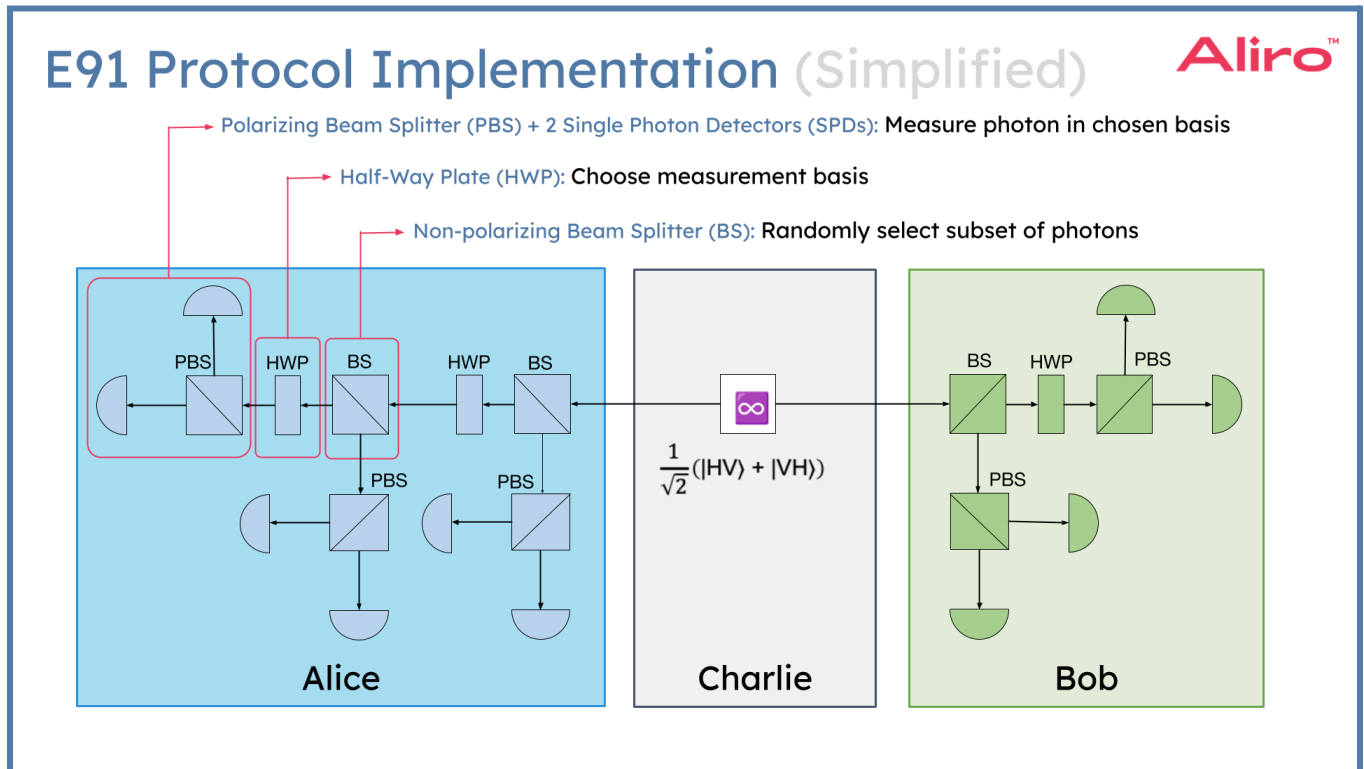 E91 Protocol Implementation (Simplified)
Aliro™
Polarizing Beam Splitter (PBS) + 2 Single Photon Detectors (SPDs): Measure photon in chosen basis
Half-Way Plate (HWP): Choose measurement basis
Non-polarizing Beam Splitter (BS): Randomly select subset of photons
PBS
HWP
BS
HWP
BS
BS
HWP
PBS
∞
1/√2 (|HV⟩ + |VH⟩)
PBS
PBS
PBS
Alice
Charlie
Bob